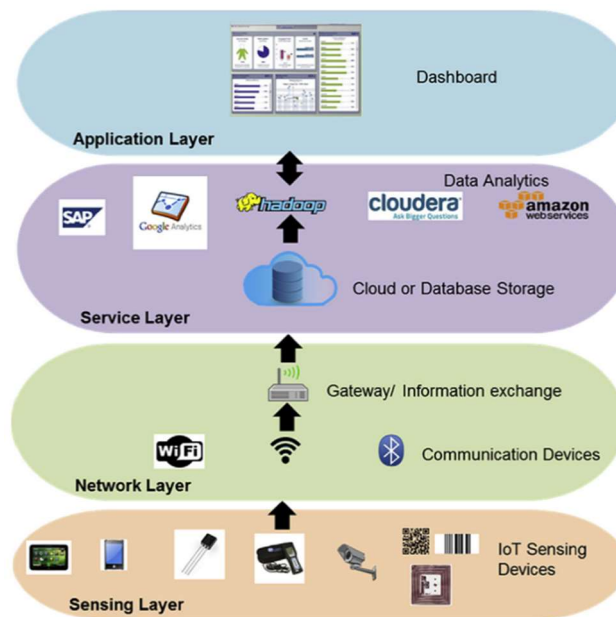 Dashboard
Application Layer
Data Analytics
SAP
Google Analytics
hadoop
cloudera
Ask Bigger Questions
amazon
webservices
Cloud or Database Storage
Service Layer
Gateway/ Information exchange
WiFi
Communication Devices
Network Layer
IoT Sensing
Devices
Sensing Layer